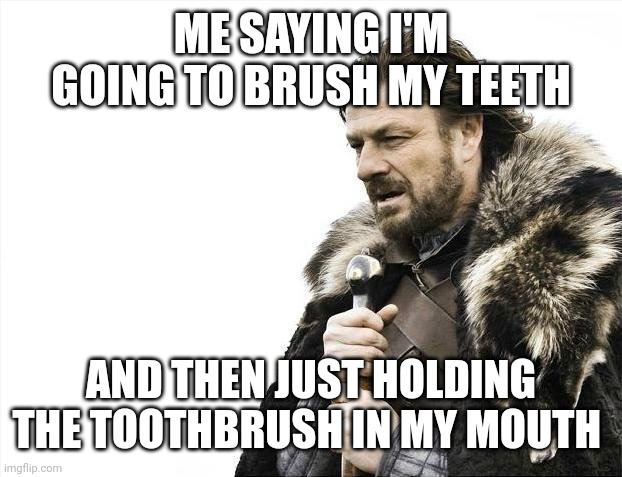 ME SAYING I'M
GOING TO BRUSH MY TEETH
AND THEN JUST HOLDING
THE TOOTHBRUSH IN MY MOUTH
imgflip.com